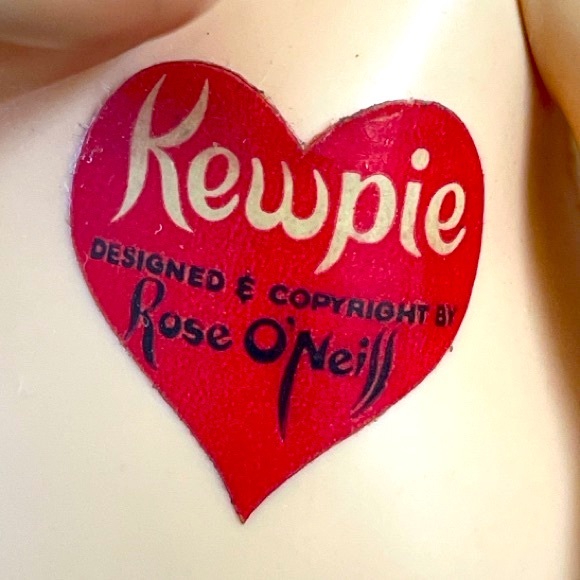 Kewpie
DESIGNED & COPYRIGHT BY
Rose O'Neill